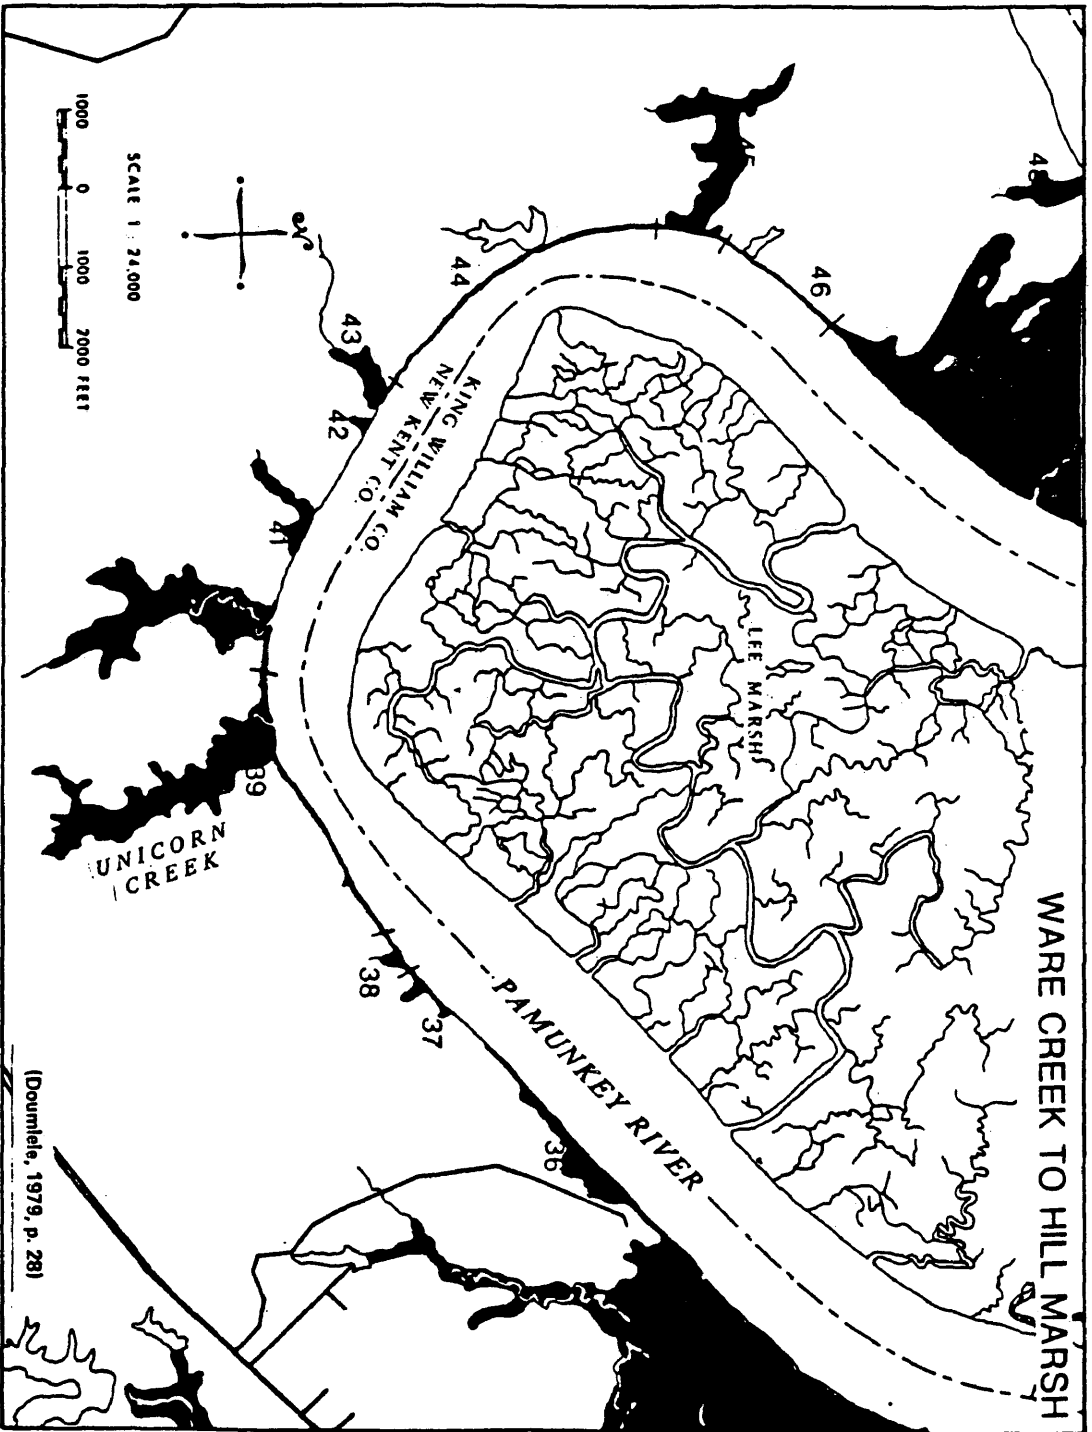 WARE CREEK TO HILL MARSH
48
45
46
44
43
42
41
39
38
37
36
LEE MARSH
KING WILLIAM CO.
NEW KENT CO.
PAMUNKEY RIVER
UNICORN
CREEK
N
SCALE 1 : 24,000
1000 0 1000 2000 FEET
(Doumlele, 1979, p. 28)